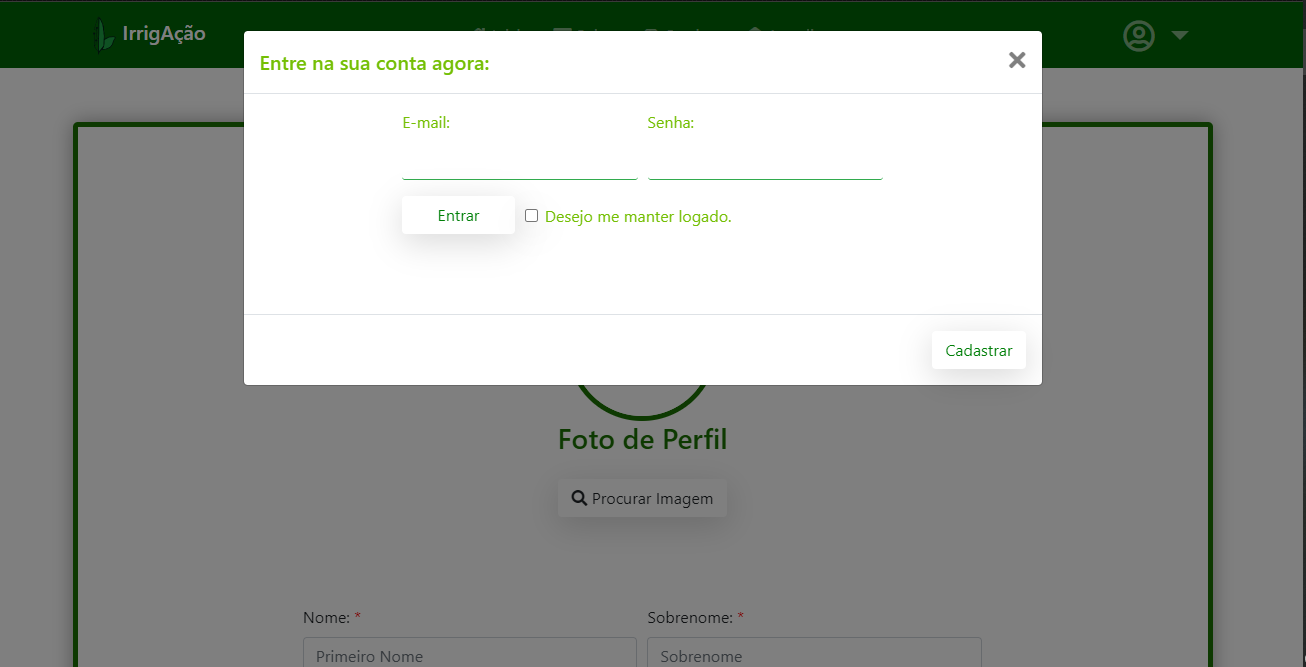 IrrigAção
Entre na sua conta agora:
E-mail: Senha:
Entrar Desejo me manter logado.
Cadastrar
Foto de Perfil
Procurar Imagem
Nome: * Sobrenome: *
Primeiro Nome Sobrenome